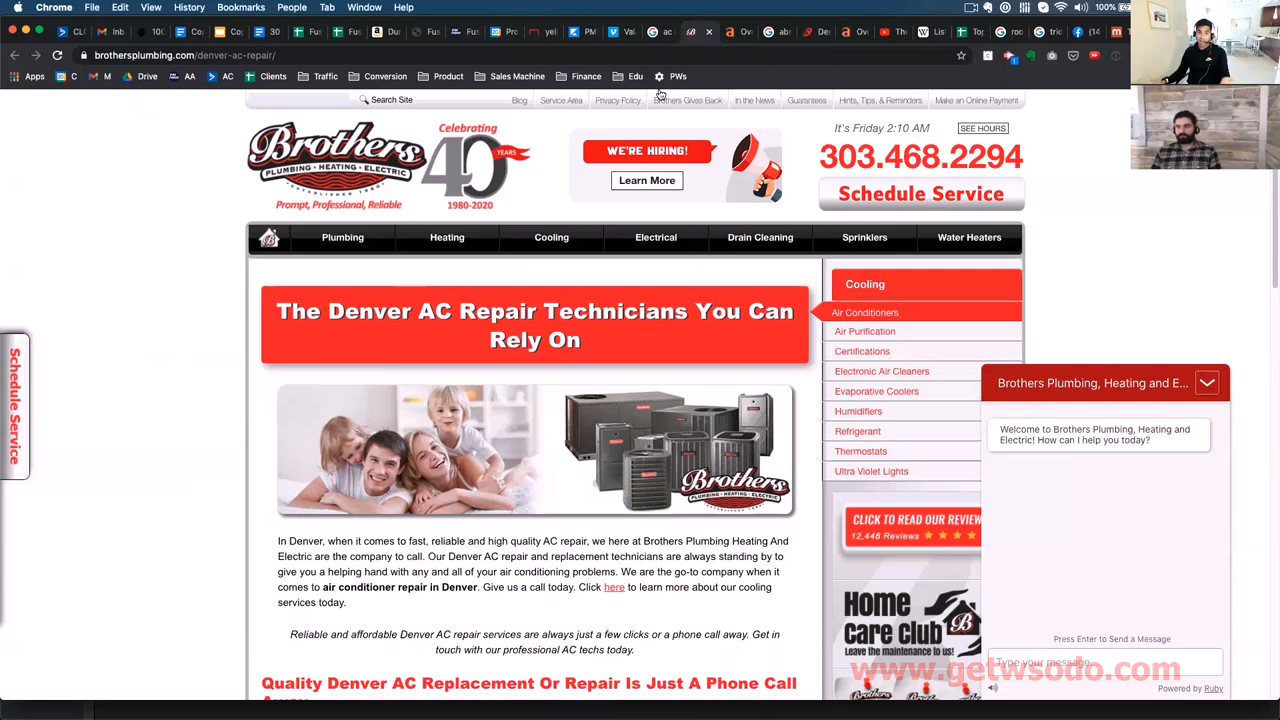 Chrome File Edit View History Bookmarks People Tab Window Help
100%
brothersplumbing.com/denver-ac-repair/
Apps C M Drive AA AC Clients Traffic Conversion Product Sales Machine Finance Edu PWs
Search Site
Blog Service Area Privacy Policy Brothers Gives Back In the News Guarantees Hints, Tips, & Reminders Make an Online Payment
Brothers
PLUMBING • HEATING • ELECTRIC
Prompt, Professional, Reliable
Celebrating
40 YEARS
1980-2020
WE'RE HIRING!
Learn More
It's Friday 2:10 AM SEE HOURS
303.468.2294
Schedule Service
Plumbing Heating Cooling Electrical Drain Cleaning Sprinklers Water Heaters
The Denver AC Repair Technicians You Can
Rely On
Brothers
PLUMBING • HEATING • ELECTRIC
In Denver, when it comes to fast, reliable and high quality AC repair, we here at Brothers Plumbing Heating And
Electric are the company to call. Our Denver AC repair and replacement technicians are always standing by to
give you a helping hand with any and all of your air conditioning problems. We are the go-to company when it
comes to air conditioner repair in Denver. Give us a call today. Click here to learn more about our cooling
services today.
Reliable and affordable Denver AC repair services are always just a few clicks or a phone call away. Get in
touch with our professional AC techs today.
Quality Denver AC Replacement Or Repair Is Just A Phone Call
Schedule Service
Cooling
Air Conditioners
Air Purification
Certifications
Electronic Air Cleaners
Evaporative Coolers
Humidifiers
Refrigerant
Thermostats
Ultra Violet Lights
CLICK TO READ OUR REVIEW
12,446 Reviews
Home
Care Club
Leave the maintenance to us!
Brothers Plumbing, Heating and E...
Welcome to Brothers Plumbing, Heating and
Electric! How can I help you today?
Press Enter to Send a Message
Type your message...
www.getwsodo.com
Powered by Ruby